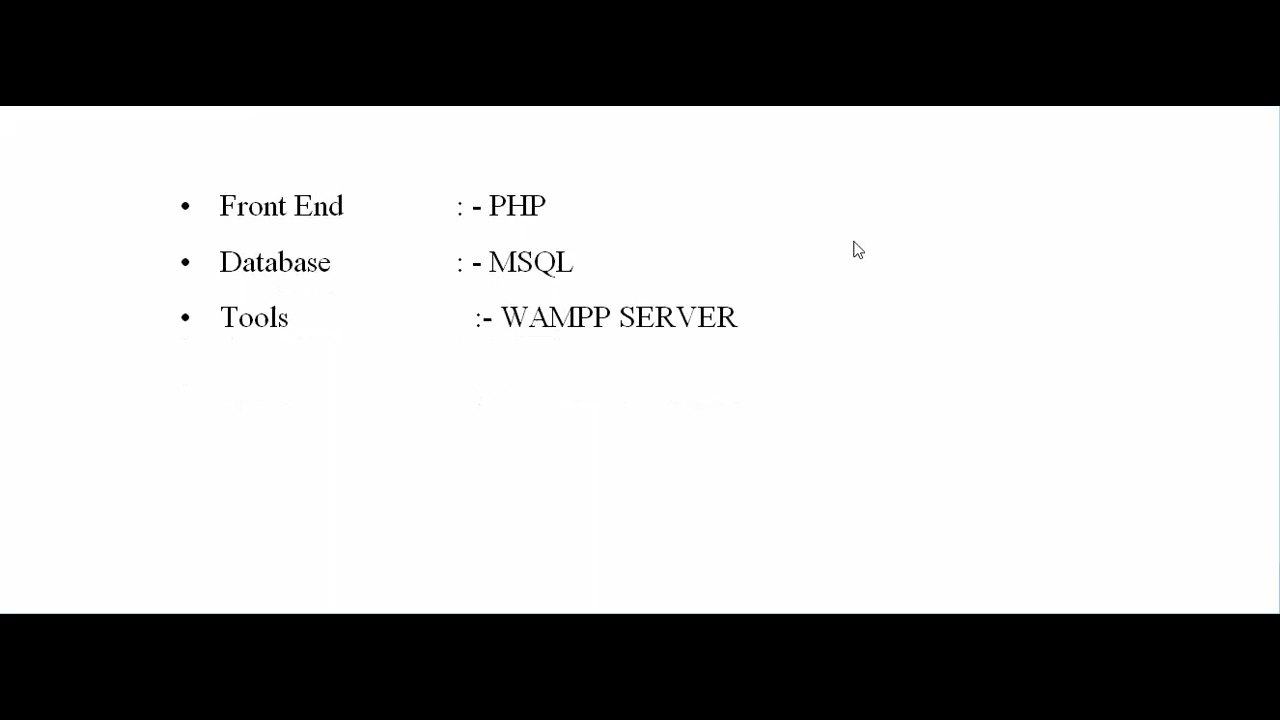 • Front End : - PHP
• Database : - MSQL
• Tools :- WAMPP SERVER